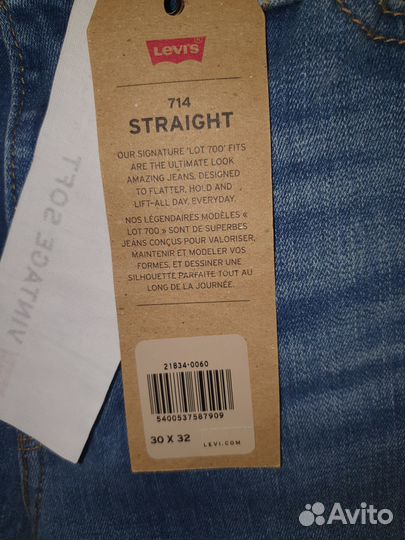 Levi's
714
STRAIGHT
OUR SIGNATURE 'LOT 700' FITS
ARE THE ULTIMATE LOOK
AMAZING JEANS, DESIGNED
TO FLATTER, HOLD AND
LIFT–ALL DAY, EVERYDAY.
NOS LÉGENDAIRES MODÈLES «
LOT 700 » SONT DE SUPERBES
JEANS CONÇUS POUR VALORISER,
MAINTENIR ET MODELER VOS
FORMES, ET DESSINER UNE
SILHOUETTE PARFAITE TOUT AU
LONG DE LA JOURNÉE.
21834-0060
5400537587909
30 X 32 LEVI.COM
VINTAGE SOFT
Avito